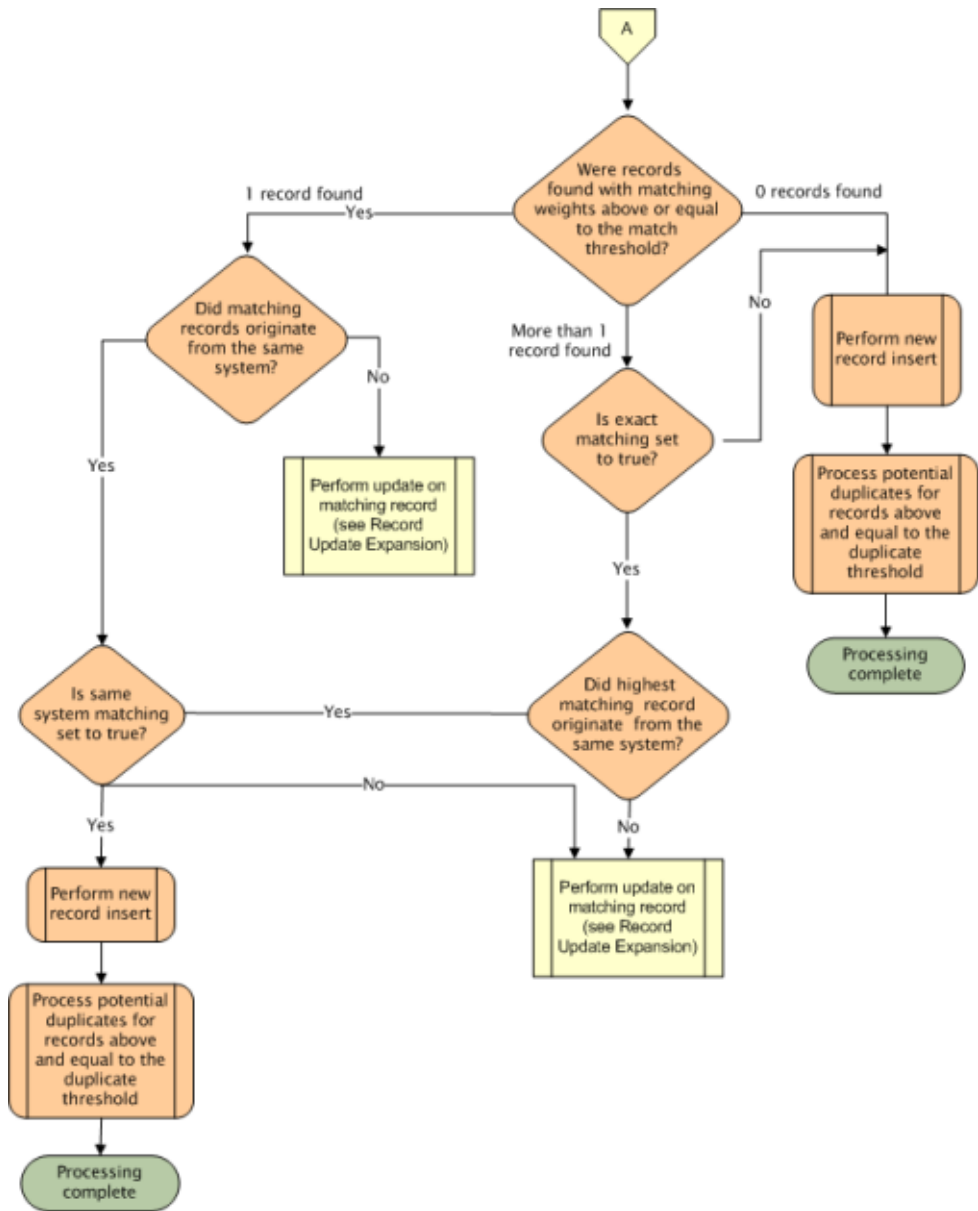 A
Were records
found with matching
weights above or equal
to the match
threshold?
1 record found
Yes
0 records found
Did matching
records originate
from the same
system?
No
More than 1
record found
No
Perform new
record insert
Is exact
matching set
to true?
Yes
Perform update on
matching record
(see Record
Update Expansion)
Process potential
duplicates for
records above
and equal to the
duplicate
threshold
Yes
Processing
complete
Is same
system matching
set to true?
Yes
Did highest
matching record
originate from the
same system?
No
Yes
No
Perform new
record insert
Perform update on
matching record
(see Record
Update Expansion)
Process potential
duplicates for
records above
and equal to the
duplicate
threshold
Processing
complete